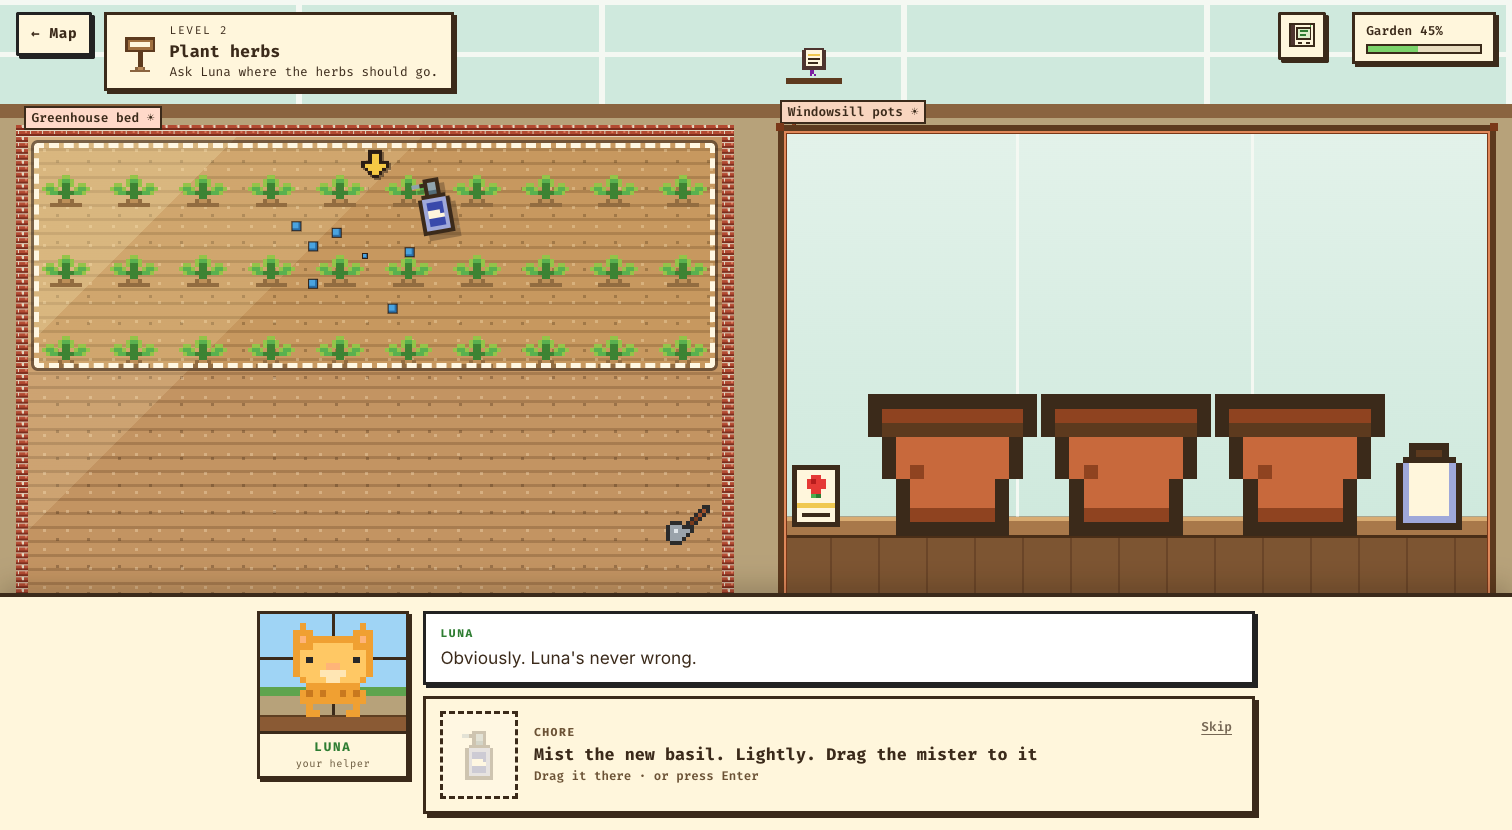 ← Map
LEVEL 2
Plant herbs
Ask Luna where the herbs should go.
Garden 45%
Greenhouse bed ☀
Windowsill pots ☀
LUNA
your helper
LUNA
Obviously. Luna's never wrong.
CHORE
Mist the new basil. Lightly. Drag the mister to it
Drag it there · or press Enter
Skip